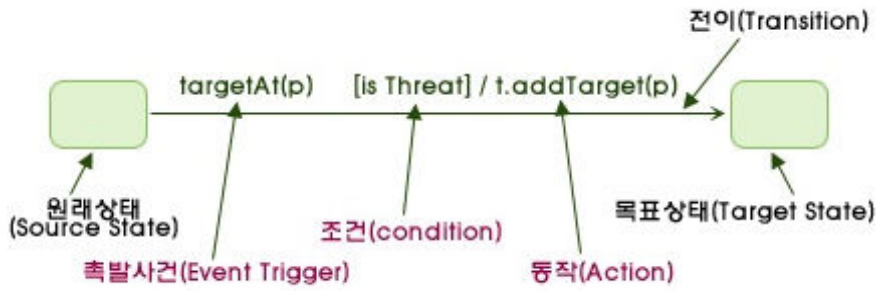 전이(Transition)
targetAt(p) [is Threat] / t.addTarget(p)
원래상태
(Source State)
목표상태(Target State)
조건(condition)
촉발사건(Event Trigger)
동작(Action)